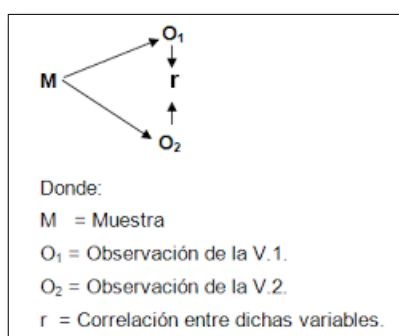 O₁
M r
O₂
Donde:
M = Muestra
O₁ = Observación de la V.1.
O₂ = Observación de la V.2.
r = Correlación entre dichas variables.